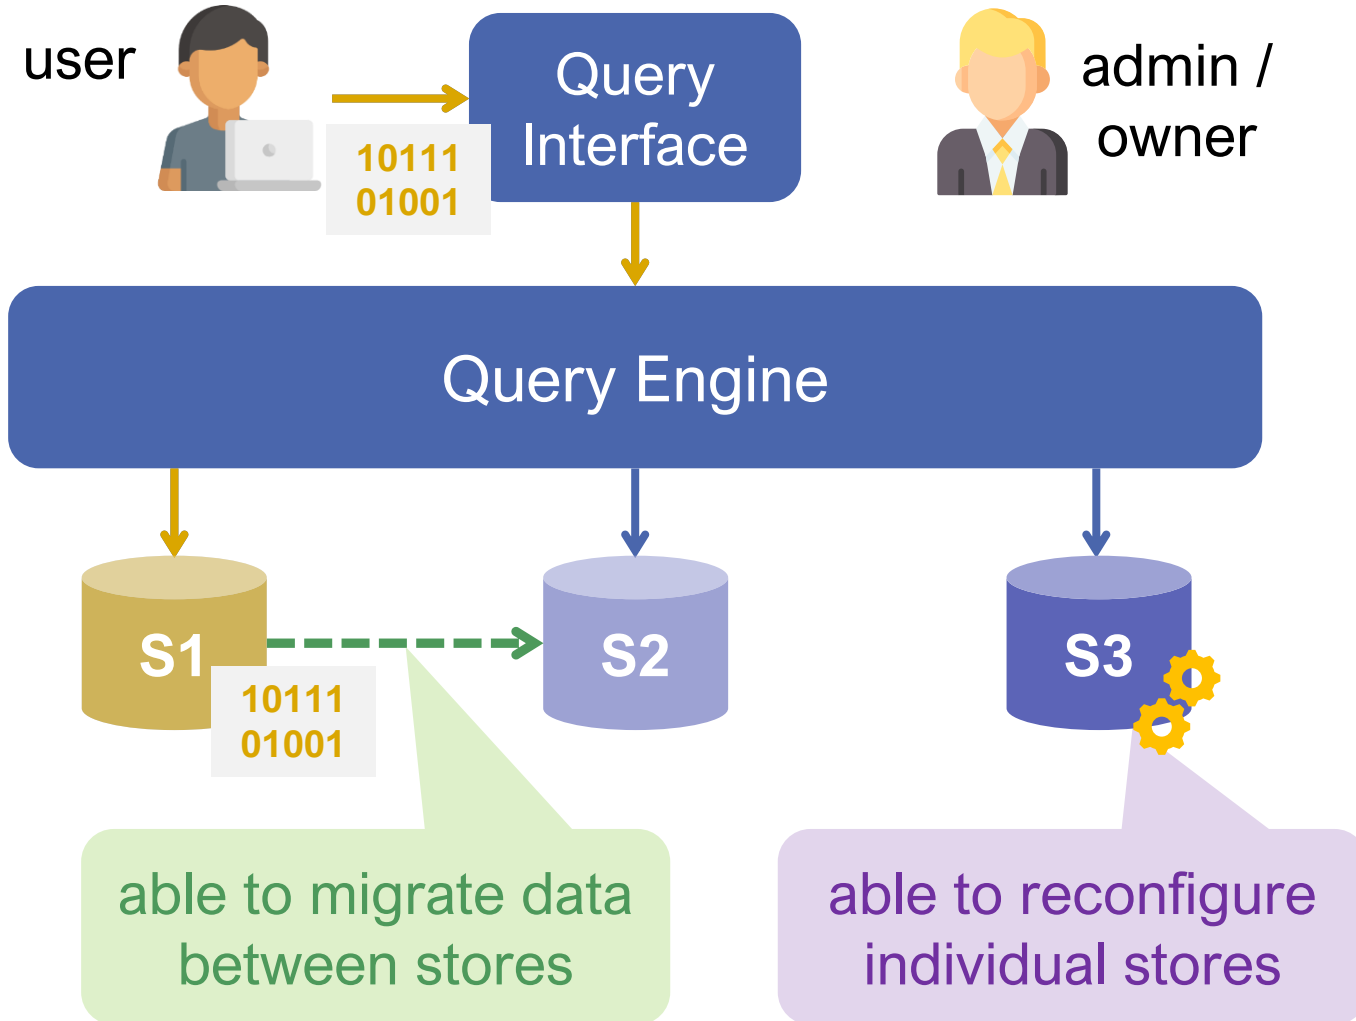 user
Query
Interface
admin /
owner
10111
01001
Query Engine
S1
S2
S3
10111
01001
able to migrate data
between stores
able to reconfigure
individual stores